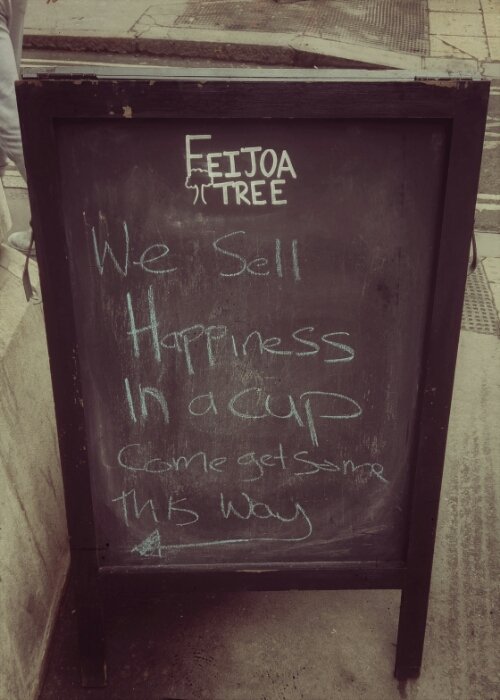 FEIJOA
TREE
We Sell
Happiness
In a cup
Come get some
this Way